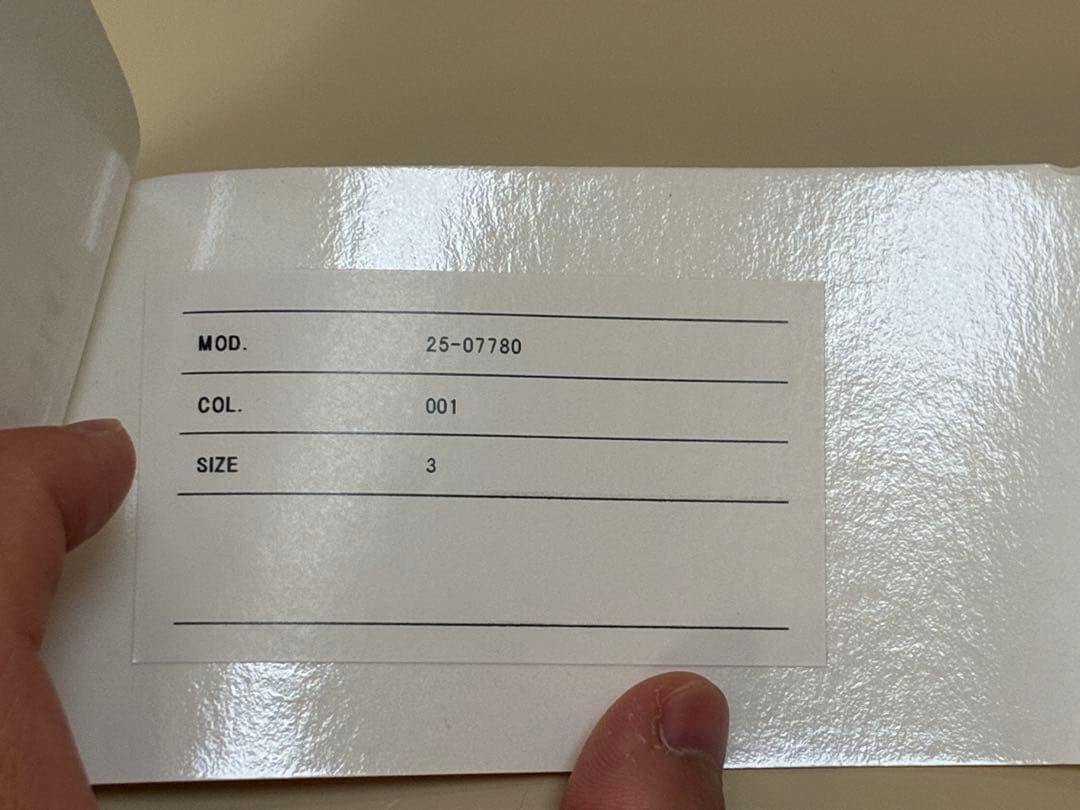 MOD. 25-07780
COL. 001
SIZE 3